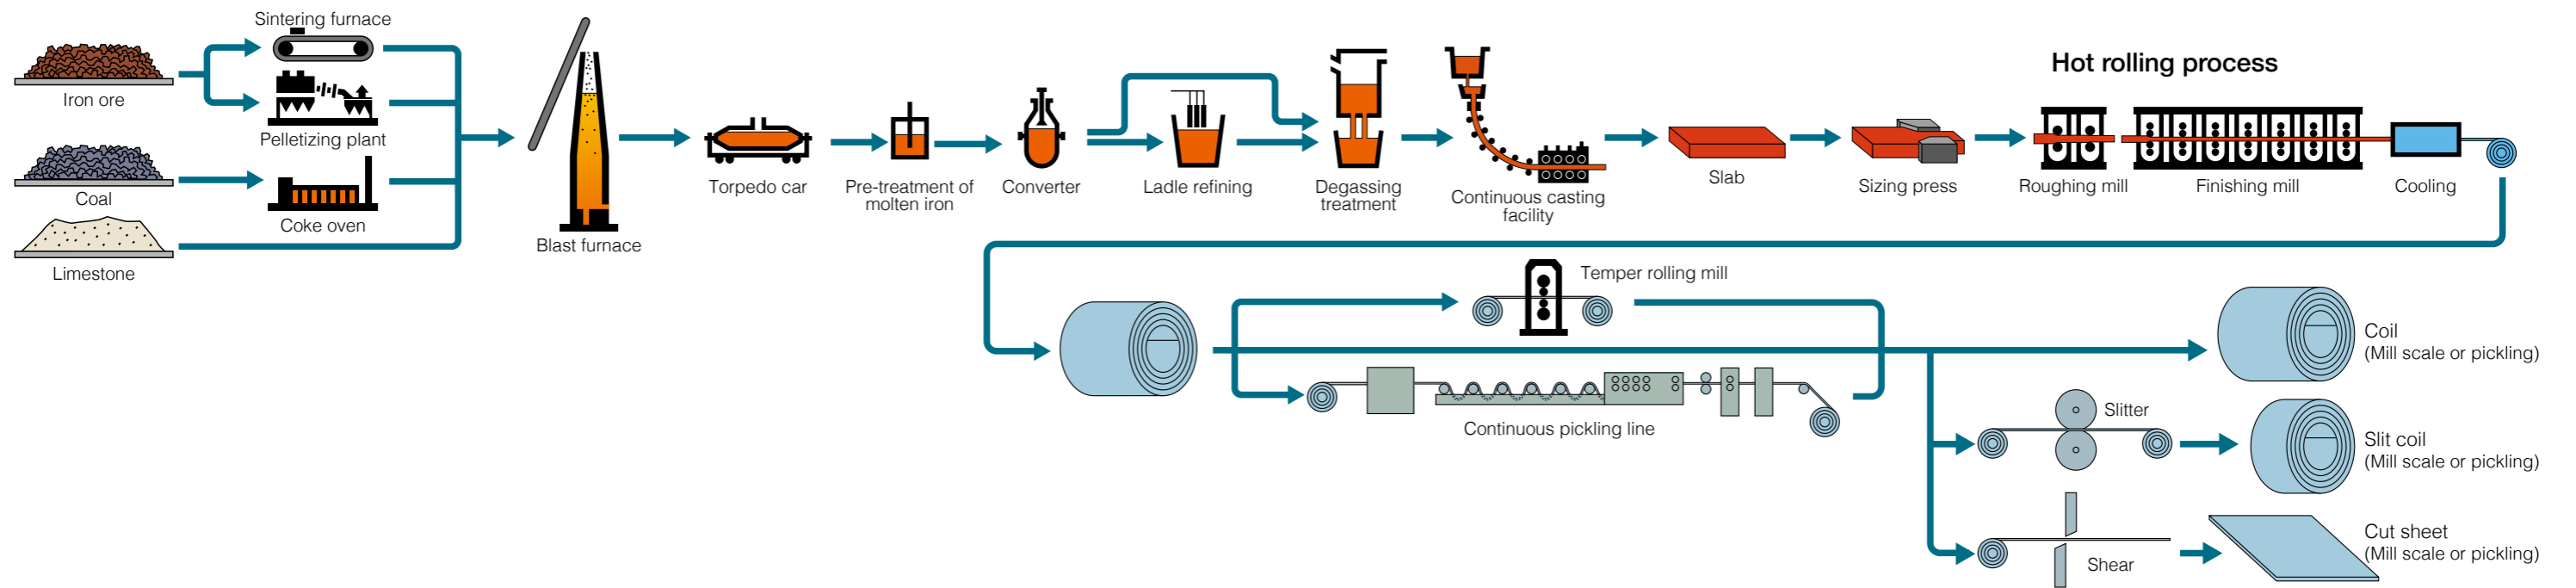 Sintering furnace
Iron ore
Pelletizing plant
Coal
Coke oven
Limestone
Blast furnace
Torpedo car
Pre-treatment of
molten iron
Converter
Ladle refining
Degassing
treatment
Continuous casting
facility
Slab
Hot rolling process
Sizing press
Roughing mill
Finishing mill
Cooling
Temper rolling mill
Continuous pickling line
Coil
(Mill scale or pickling)
Slitter
Slit coil
(Mill scale or pickling)
Shear
Cut sheet
(Mill scale or pickling)